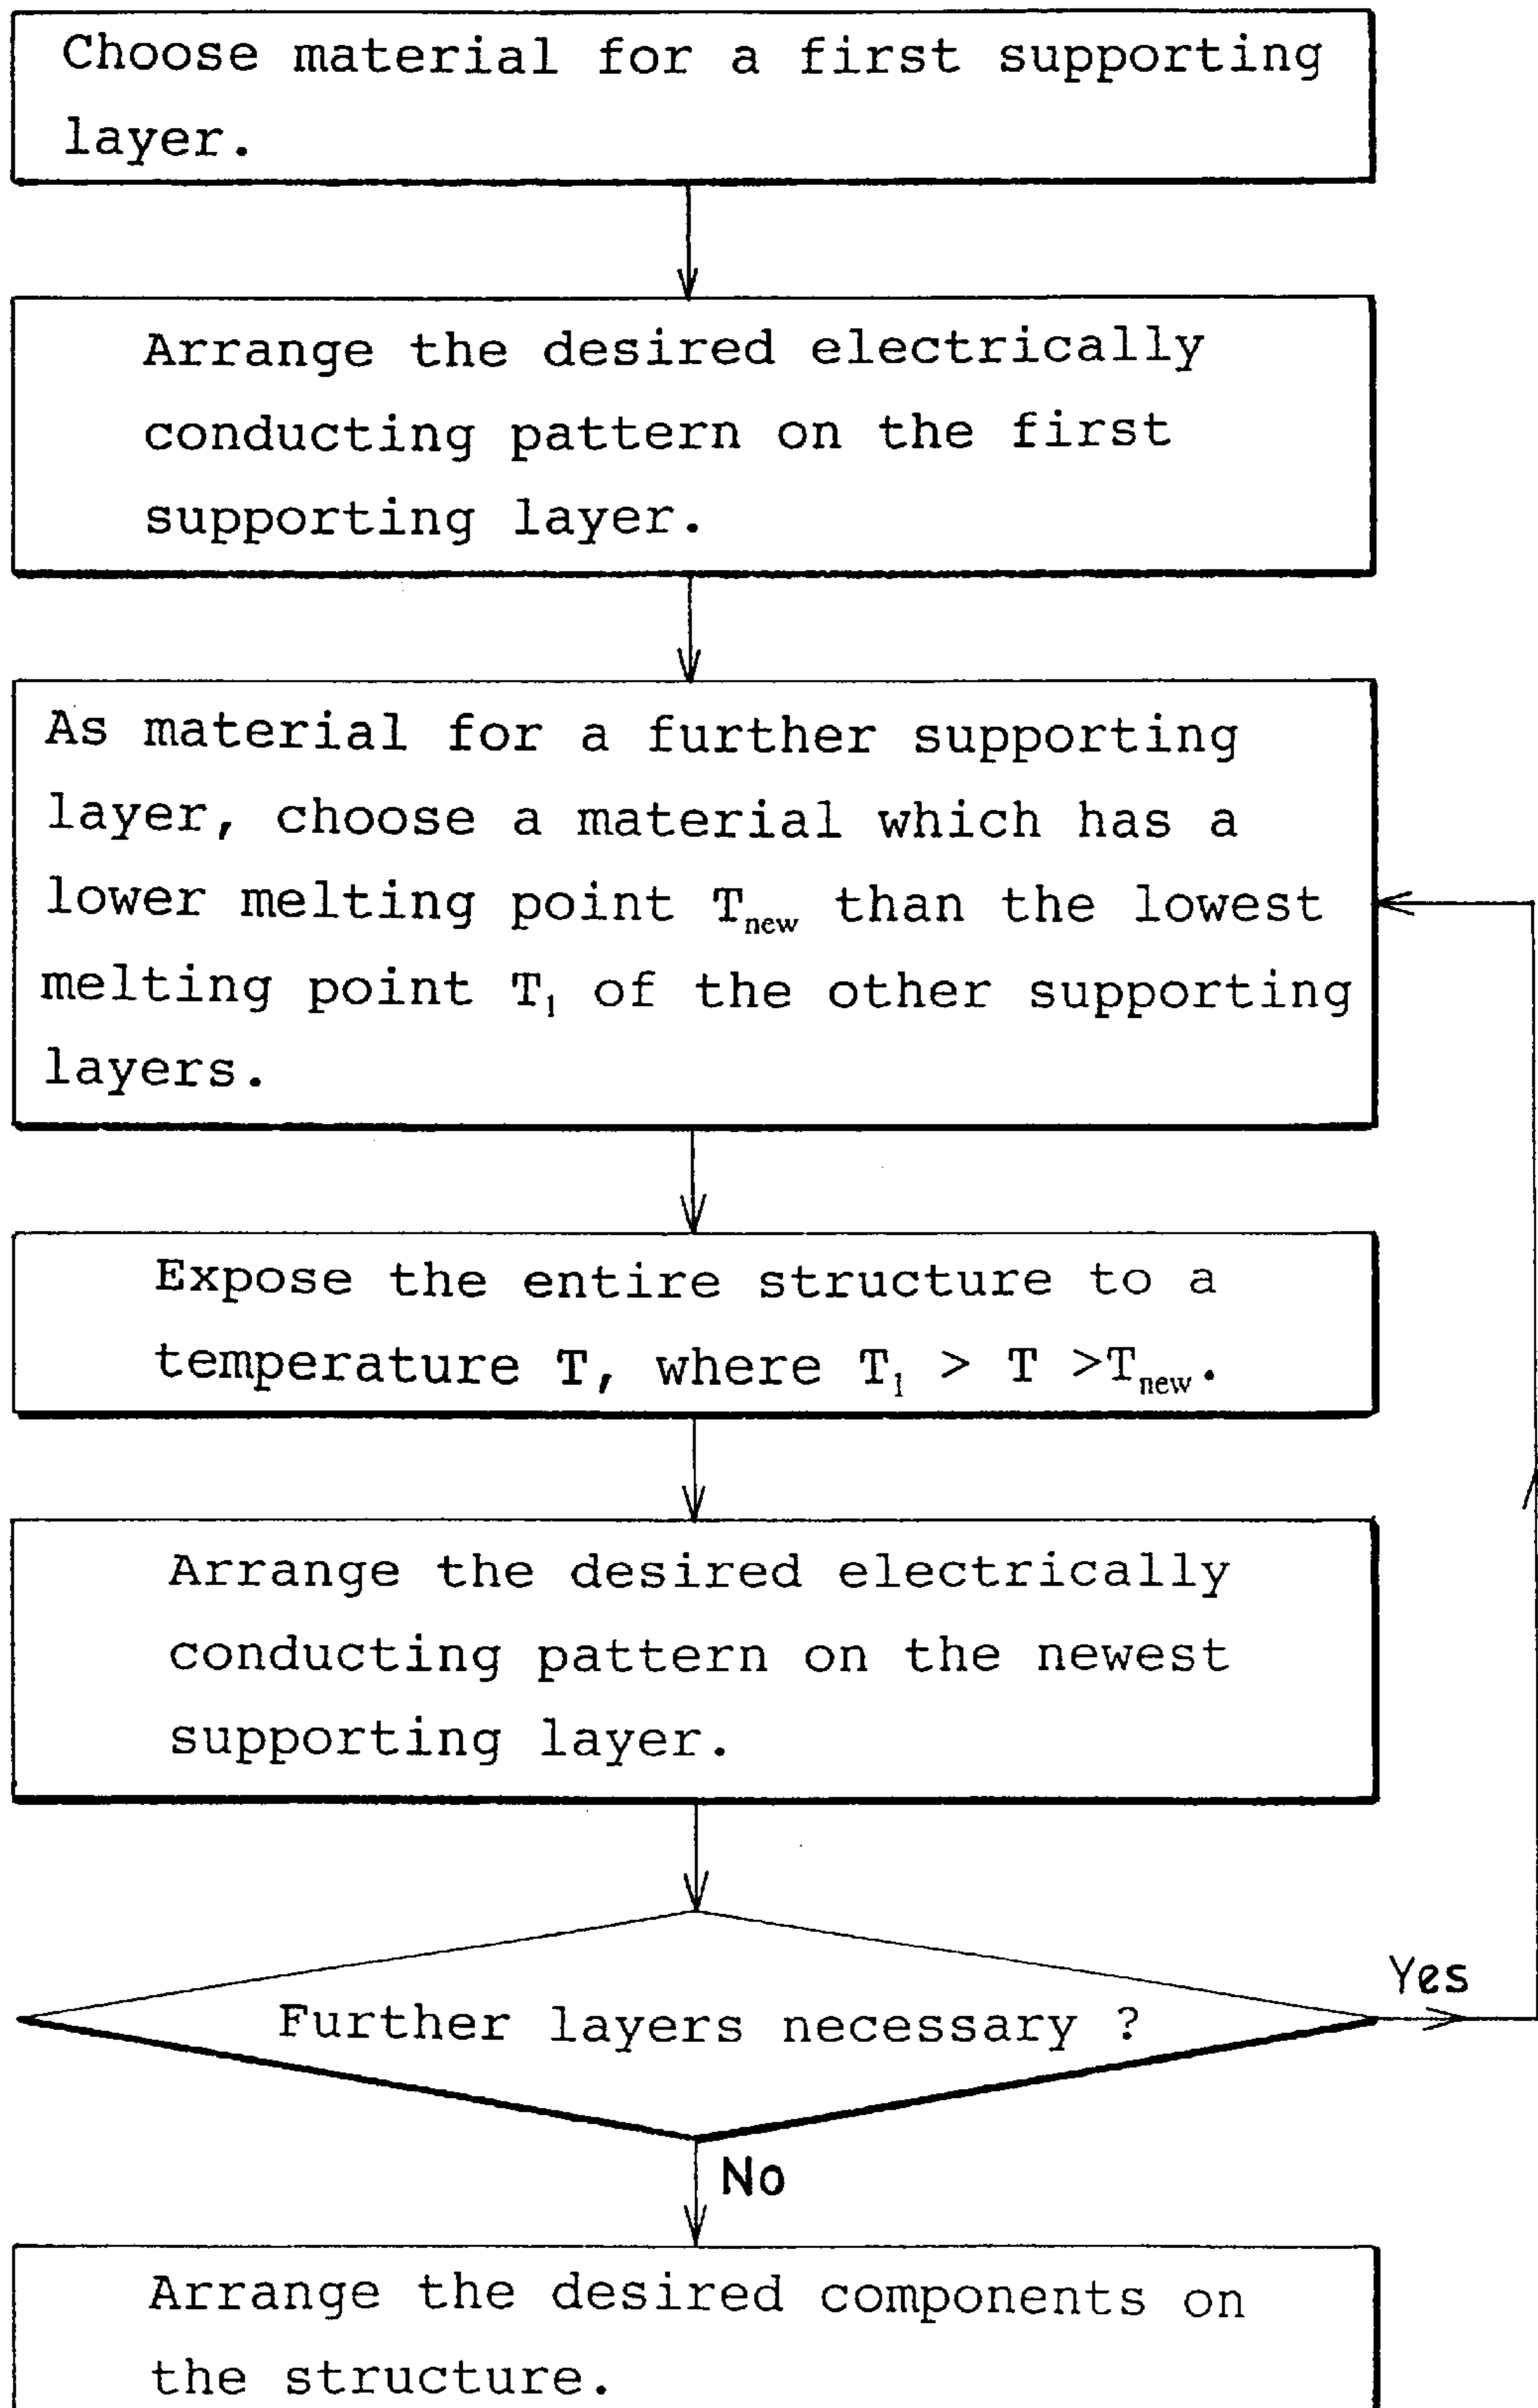 Choose material for a first supporting
layer.
Arrange the desired electrically
conducting pattern on the first
supporting layer.
As material for a further supporting
layer, choose a material which has a
lower melting point Tnew than the lowest
melting point Tl of the other supporting
layers.
Expose the entire structure to a
temperature T, where Tl > T >Tnew.
Arrange the desired electrically
conducting pattern on the newest
supporting layer.
Further layers necessary ?
Yes
No
Arrange the desired components on
the structure.